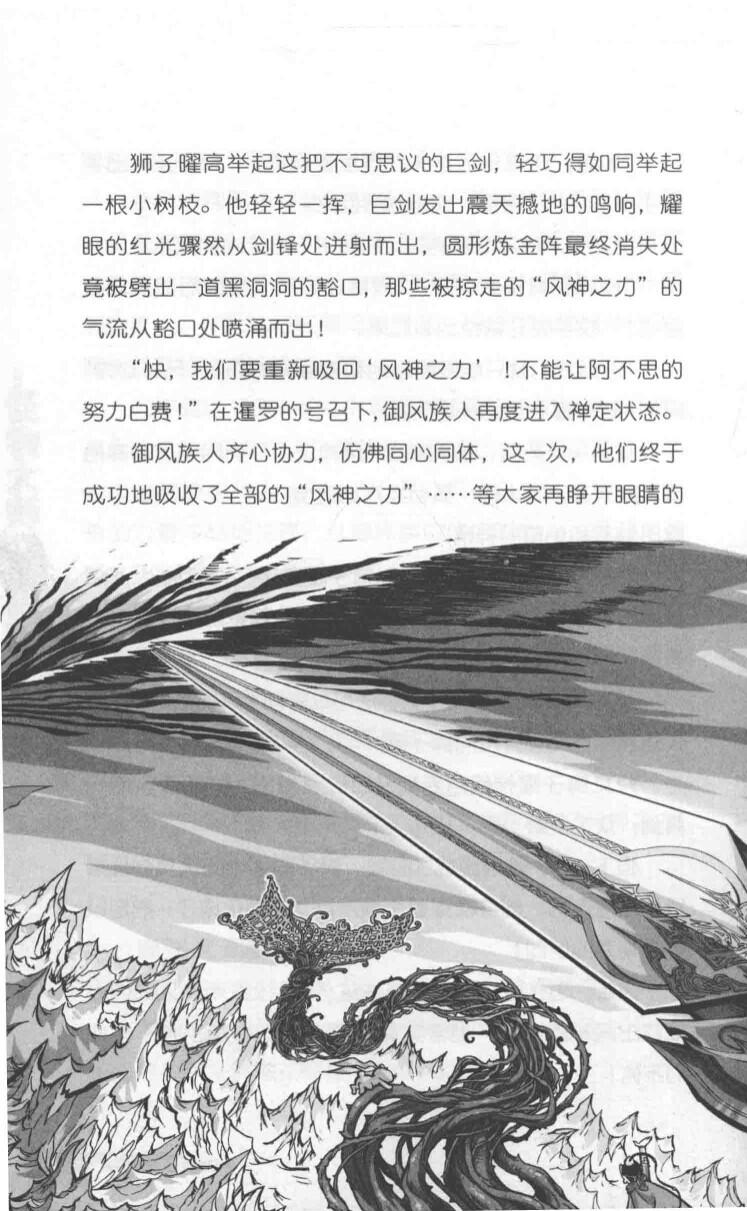 狮子曜高举起这把不可思议的巨剑，轻巧得如同举起
一根小树枝。他轻轻一挥，巨剑发出震天撼地的鸣响，耀
眼的红光骤然从剑锋处迸射而出，圆形炼金阵最终消失处
竟被劈出一道黑洞洞的豁口，那些被掠走的“风神之力”的
气流从豁口处喷涌而出！
“快，我们要重新吸回‘风神之力’！不能让阿不思的
努力白费！”在暹罗的号召下，御风族人再度进入禅定状态。
御风族人齐心协力，仿佛同心同体，这一次，他们终于
成功地吸收了全部的“风神之力”……等大家再睁开眼睛的